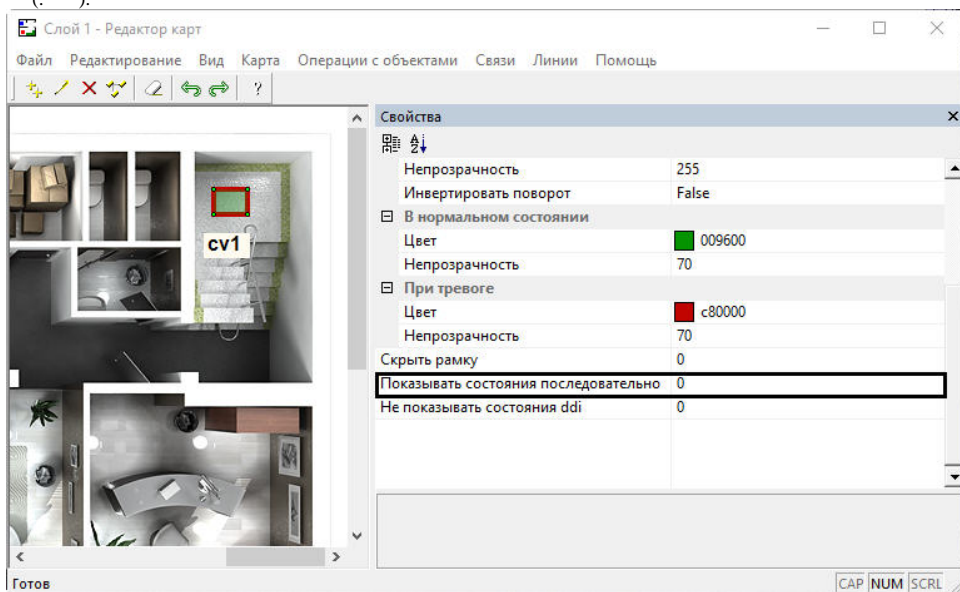 Слой 1 - Редактор карт
Файл Редактирование Вид Карта Операции с объектами Связи Линии Помощь
?
Свойства
Непрозрачность 255
Инвертировать поворот False
В нормальном состоянии
Цвет 009600
Непрозрачность 70
При тревоге
Цвет c80000
Непрозрачность 70
Скрыть рамку 0
Показывать состояния последовательно 0
Не показывать состояния ddi 0
cv1
Готов
CAP NUM SCRL